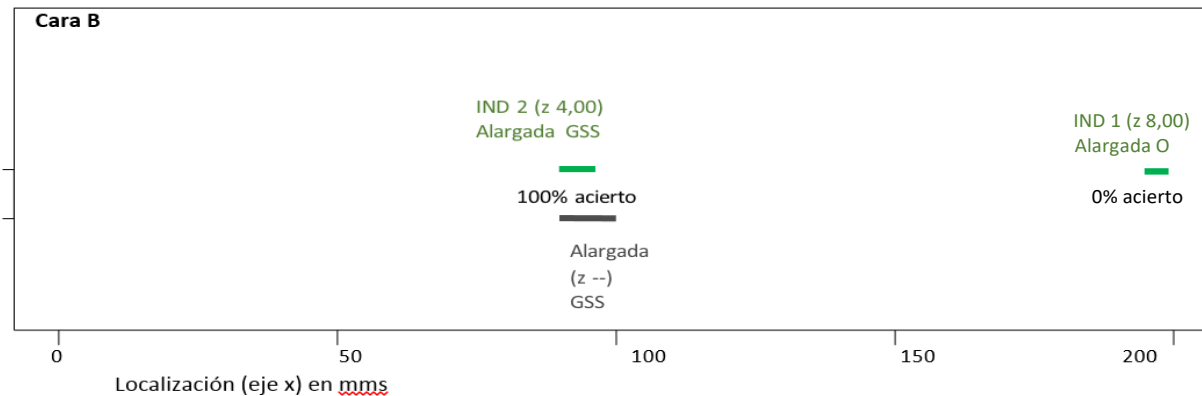 Cara B
IND 2 (z 4,00)
Alargada GSS
IND 1 (z 8,00)
Alargada O
100% acierto
0% acierto
Alargada
(z --)
GSS
0
50
100
150
200
Localización (eje x) en mms